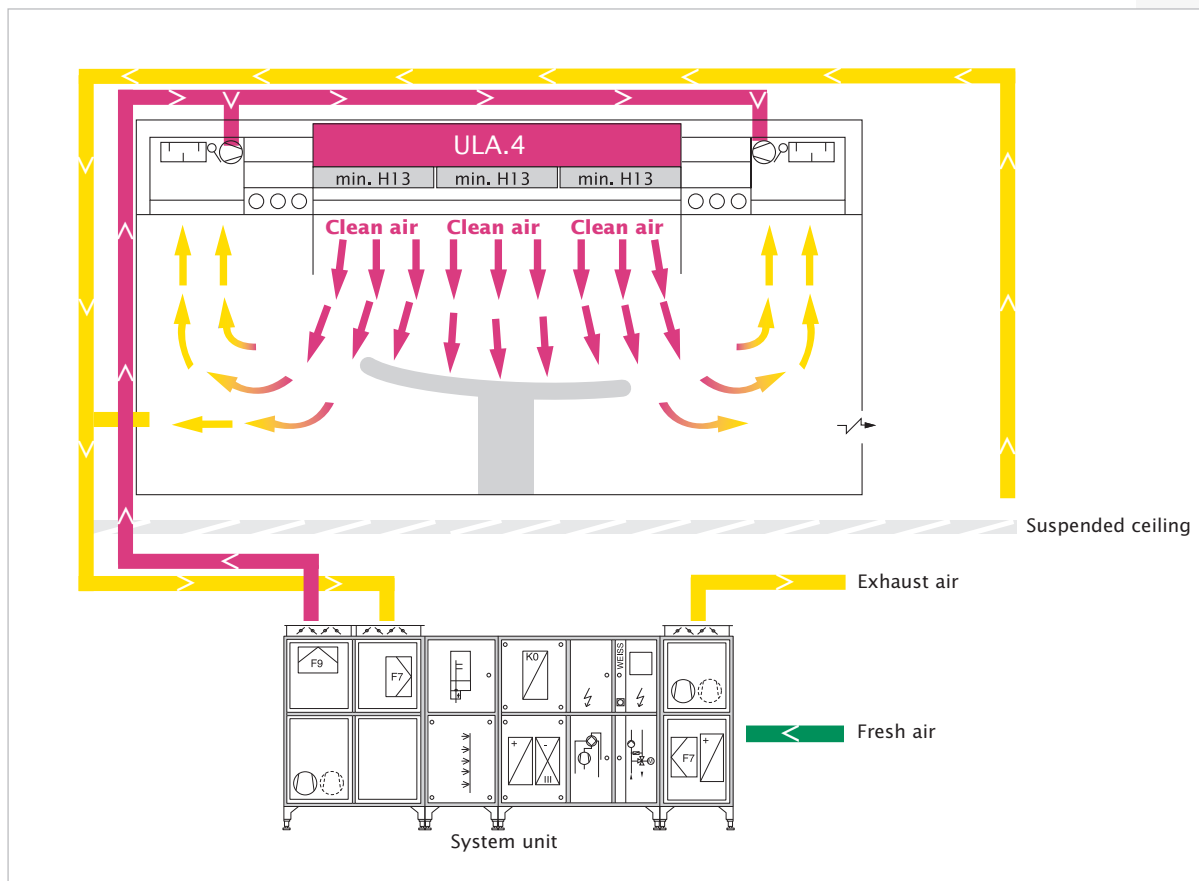 ULA.4
min. H13
min. H13
min. H13
Clean air
Clean air
Clean air
Suspended ceiling
Exhaust air
F9
F7
K0
WEISS
Fresh air
+
-
III
F7
+
System unit